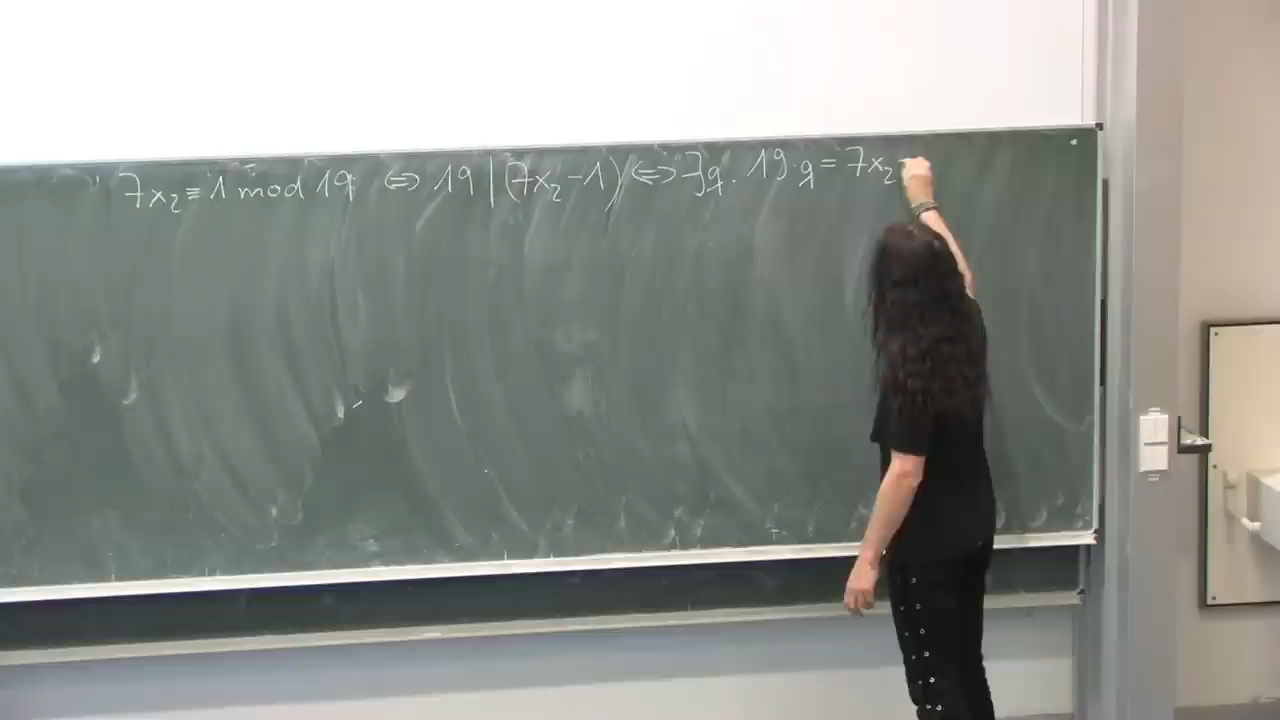 7x₂ ≡ 1 mod 19 ⇔ 19 | (7x₂ - 1) ⇔ ∃q. 19·q = 7x₂ -